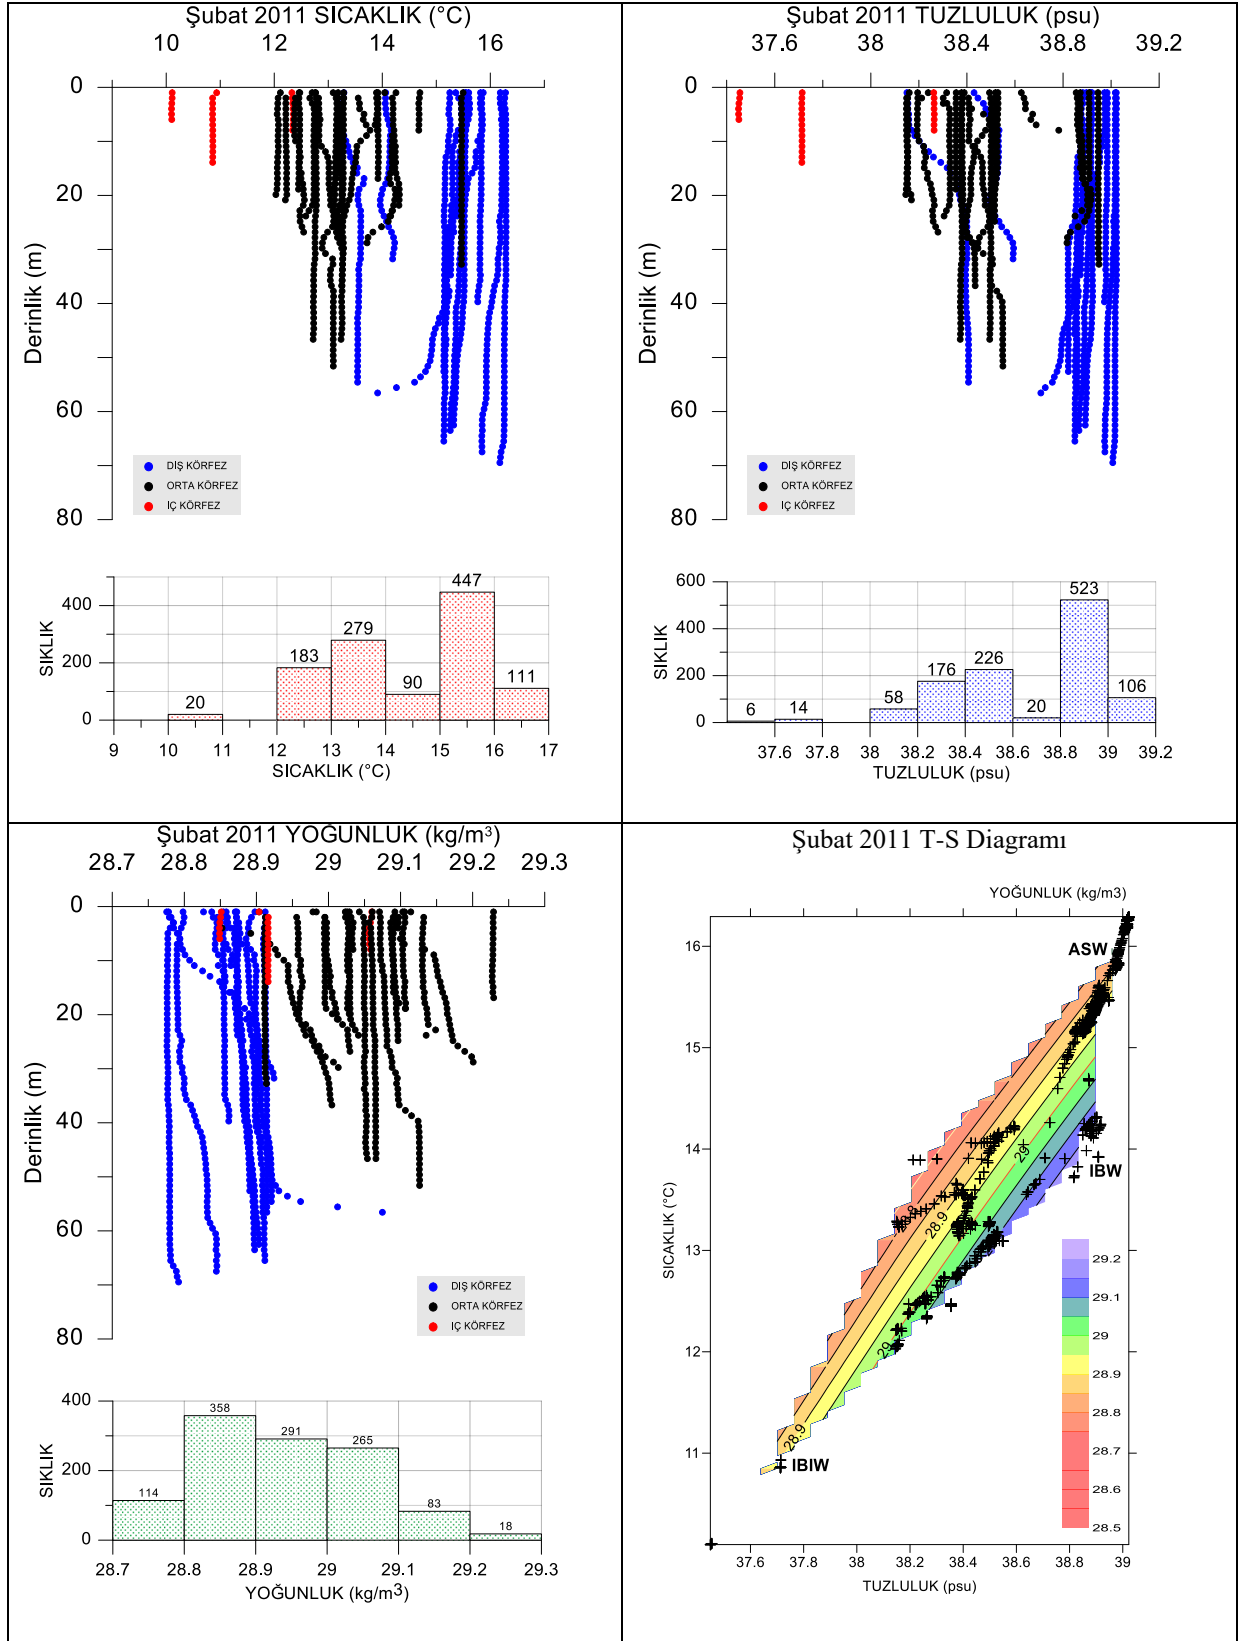 Şubat 2011 SICAKLIK (°C)
10 12 14 16
0
20
40
60
80
Derinlik (m)
DIŞ KÖRFEZ
ORTA KÖRFEZ
IÇ KÖRFEZ
400
200
0
SIKLIK
20 183 279 90 447 111
9 10 11 12 13 14 15 16 17
SICAKLIK (°C)
Şubat 2011 TUZLULUK (psu)
37.6 38 38.4 38.8 39.2
0
20
40
60
80
Derinlik (m)
DIŞ KÖRFEZ
ORTA KÖRFEZ
IÇ KÖRFEZ
600
400
200
0
SIKLIK
6 14 58 176 226 20 523 106
37.6 37.8 38 38.2 38.4 38.6 38.8 39 39.2
TUZLULUK (psu)
Şubat 2011 YOĞUNLUK (kg/m³)
28.7 28.8 28.9 29 29.1 29.2 29.3
0
20
40
60
80
Derinlik (m)
DIŞ KÖRFEZ
ORTA KÖRFEZ
IÇ KÖRFEZ
400
200
0
SIKLIK
114 358 291 265 83 18
28.7 28.8 28.9 29 29.1 29.2 29.3
YOĞUNLUK (kg/m³)
Şubat 2011 T-S Diagramı
YOĞUNLUK (kg/m3)
16
15
14
13
12
11
SICAKLIK (°C)
ASW
IBW
IBIW
29
28.8
28.9
29
28.9
29.2
29.1
29
28.9
28.8
28.7
28.6
28.5
37.6 37.8 38 38.2 38.4 38.6 38.8 39
TUZLULUK (psu)